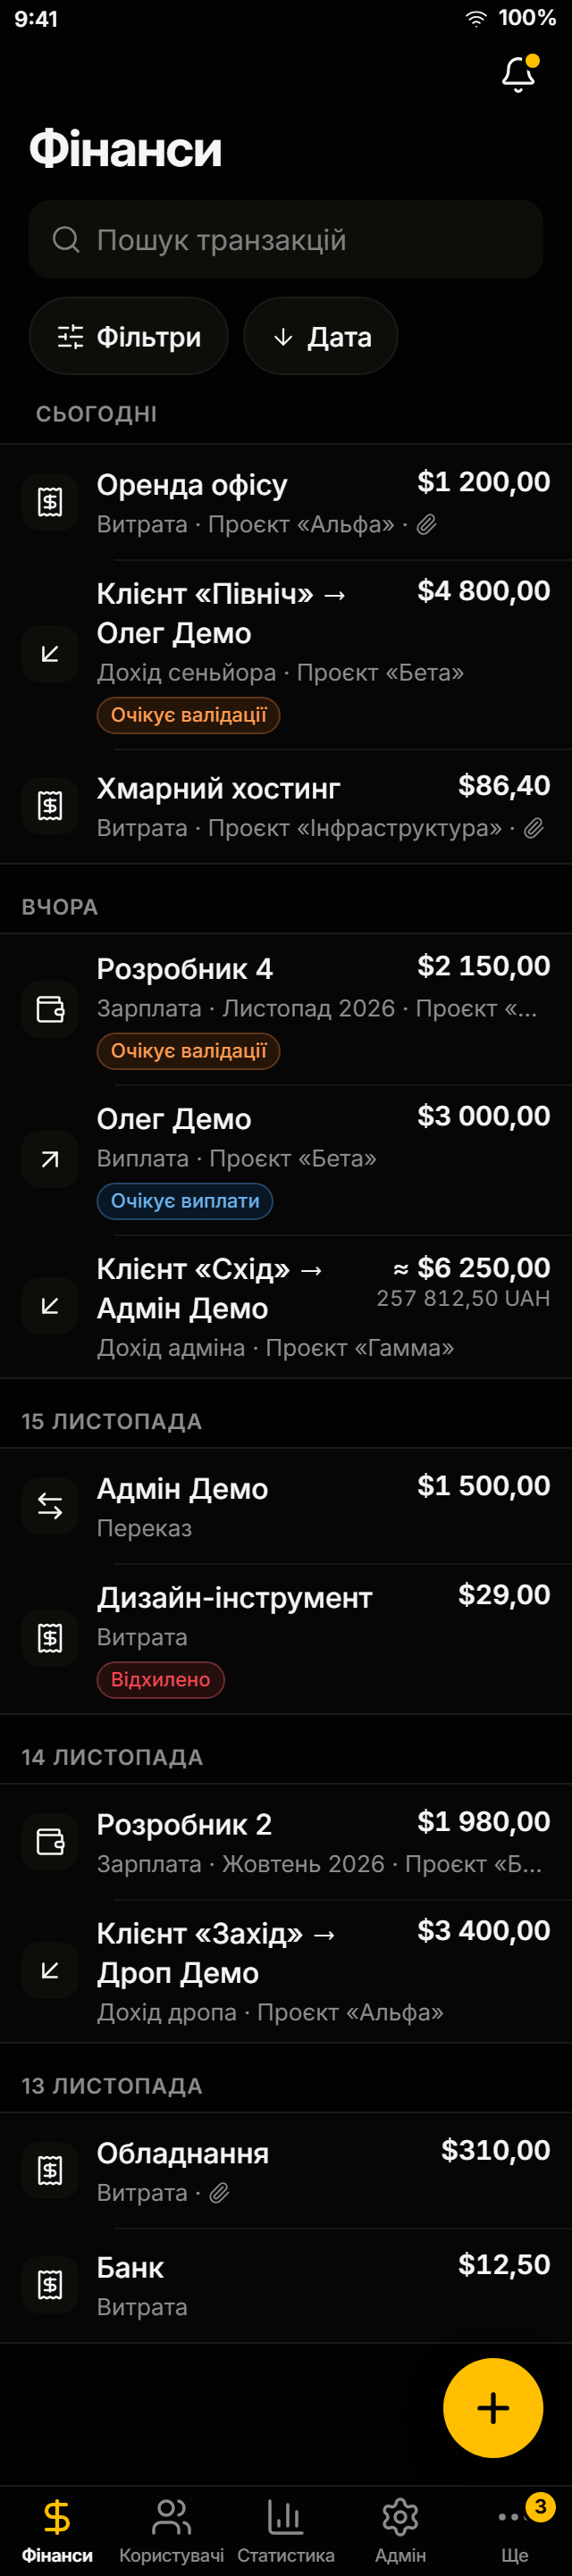 9:41
100%
Фінанси
Пошук транзакцій
Фільтри
↓ Дата
СЬОГОДНІ
Оренда офісу
$1 200,00
Витрата · Проєкт «Альфа» ·
Клієнт «Північ» →
Олег Демо
$4 800,00
Дохід сеньйора · Проєкт «Бета»
Очікує валідації
Хмарний хостинг
$86,40
Витрата · Проєкт «Інфраструктура» ·
ВЧОРА
Розробник 4
$2 150,00
Зарплата · Листопад 2026 · Проєкт «...
Очікує валідації
Олег Демо
$3 000,00
Виплата · Проєкт «Бета»
Очікує виплати
Клієнт «Схід» →
Адмін Демо
≈ $6 250,00
257 812,50 UAH
Дохід адміна · Проєкт «Гамма»
15 ЛИСТОПАДА
Адмін Демо
$1 500,00
Переказ
Дизайн-інструмент
$29,00
Витрата
Відхилено
14 ЛИСТОПАДА
Розробник 2
$1 980,00
Зарплата · Жовтень 2026 · Проєкт «Б...
Клієнт «Захід» →
Дроп Демо
$3 400,00
Дохід дропа · Проєкт «Альфа»
13 ЛИСТОПАДА
Обладнання
$310,00
Витрата ·
Банк
$12,50
Витрата
3
Фінанси
Користувачі
Статистика
Адмін
Ще